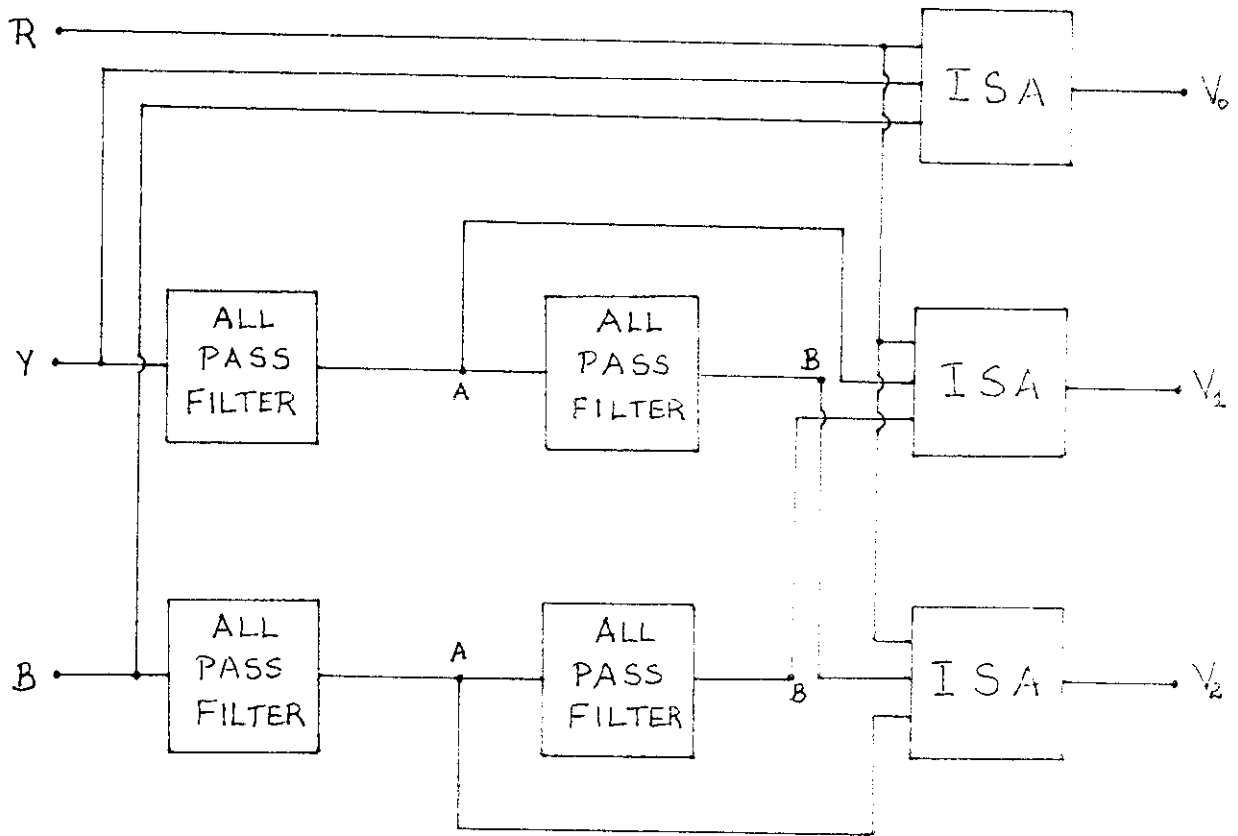 R
ISA
V₀
Y
ALL
PASS
FILTER
A
ALL
PASS
FILTER
B
ISA
V₁
B
ALL
PASS
FILTER
A
ALL
PASS
FILTER
B
ISA
V₂